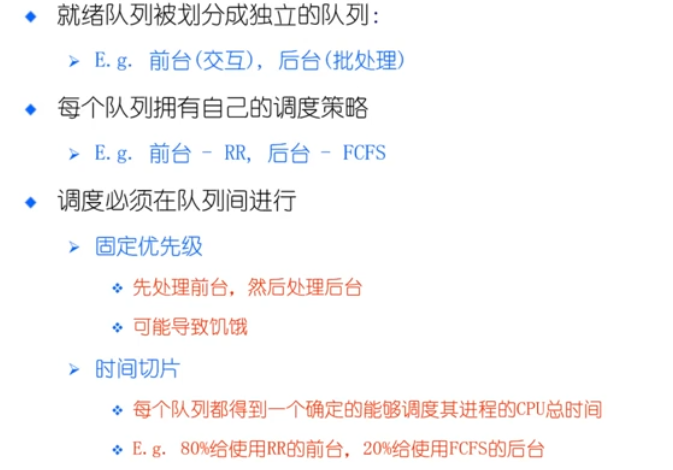 就绪队列被划分成独立的队列:
E.g. 前台(交互), 后台(批处理)
每个队列拥有自己的调度策略
E.g. 前台 - RR, 后台 - FCFS
调度必须在队列间进行
固定优先级
先处理前台, 然后处理后台
可能导致饥饿
时间切片
每个队列都得到一个确定的能够调度其进程的CPU总时间
E.g. 80%给使用RR的前台, 20%给使用FCFS的后台